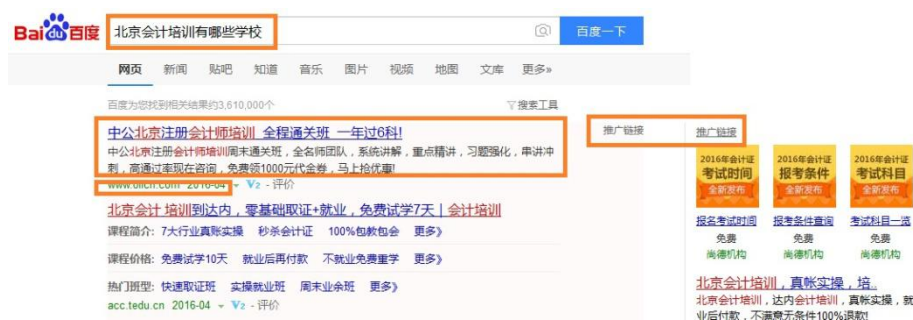 Bai du 百度
北京会计培训有哪些学校
百度一下
网页 新闻 贴吧 知道 音乐 图片 视频 地图 文库 更多»
百度为您找到相关结果约3,610,000个
搜索工具
中公北京注册会计师培训 全程通关班 一年过6科!
中公北京注册会计师培训周末通关班，全名师团队，系统讲解，重点精讲，习题强化，串讲冲
刺，高通过率现在咨询，免费领1000元代金券，马上抢优惠!
2016-04 V2 - 评价
北京会计 培训到达内，零基础取证+就业，免费试学7天 | 会计培训
课程简介: 7大行业真账实操 秒杀会计证 100%包教包会 更多》
课程价格: 免费试学10天 就业后再付款 不就业免费重学 更多》
热门班型: 快速取证班 实操就业班 周末业余班 更多》
acc.tedu.cn 2016-04 V2 - 评价
推广链接
推广链接
2016年会计证
考试时间
全新发布
2016年会计证
报考条件
全新发布
2016年会计证
考试科目
全新发布
报名考试时间 报考条件查询 考试科目一览
免费 免费 免费
尚德机构 尚德机构 尚德机构
北京会计培训，真帐实操，培..
北京会计培训，达内会计培训，真帐实操，就
业后付款，不满意无条件100%退款!